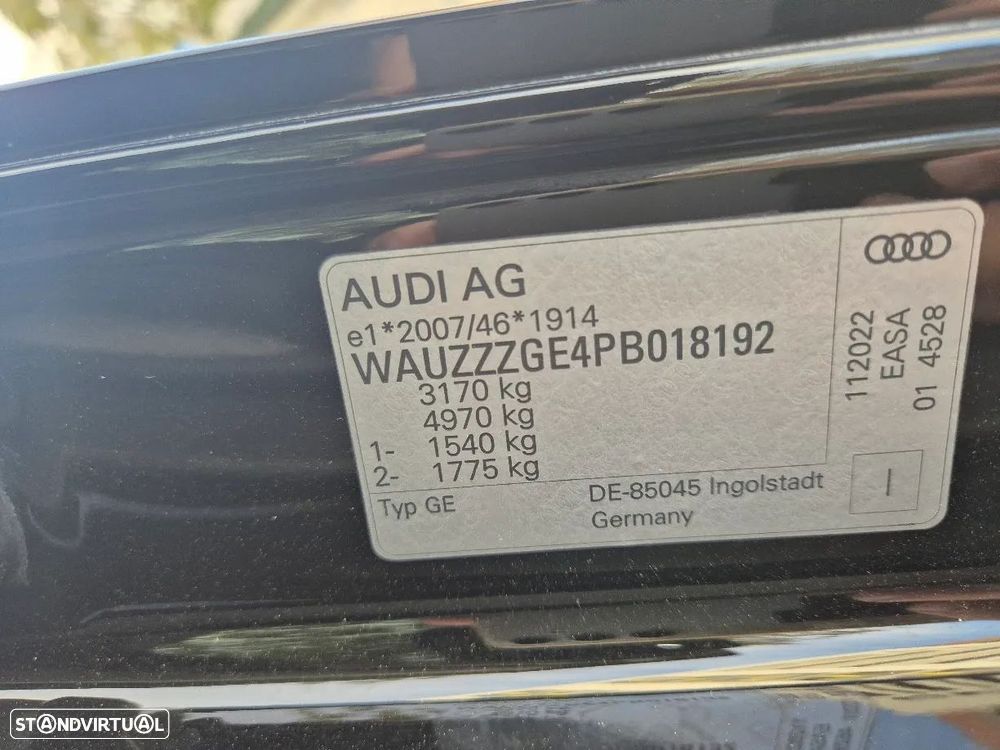 AUDI AG
e1*2007/46*1914
WAUZZZGE4PB018192
3170 kg
4970 kg
1- 1540 kg
2- 1775 kg
Typ GE
DE-85045 Ingolstadt
Germany
112022
EASA
01 4528
I
STANDVIRTUAL